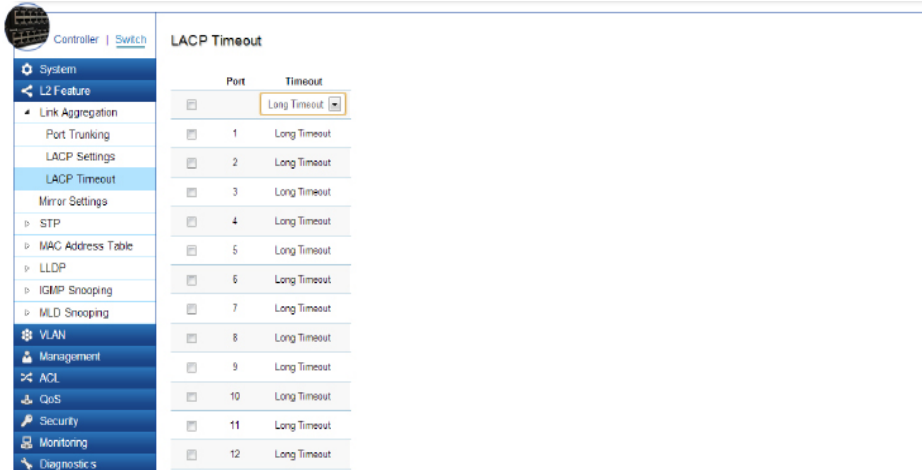 Controller | Switch
LACP Timeout
System
L2 Feature
Link Aggregation
Port Trunking
LACP Settings
LACP Timeout
Mirror Settings
STP
MAC Address Table
LLDP
IGMP Snooping
MLD Snooping
VLAN
Management
ACL
QoS
Security
Monitoring
Diagnostics
Port Timeout
Long Timeout
1 Long Timeout
2 Long Timeout
3 Long Timeout
4 Long Timeout
5 Long Timeout
6 Long Timeout
7 Long Timeout
8 Long Timeout
9 Long Timeout
10 Long Timeout
11 Long Timeout
12 Long Timeout